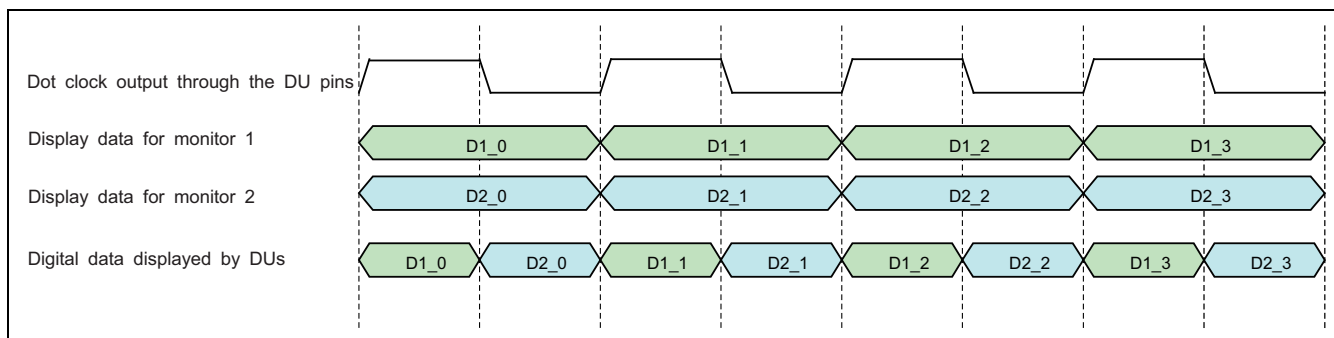 Dot clock output through the DU pins
Display data for monitor 1
D1_0 D1_1 D1_2 D1_3
Display data for monitor 2
D2_0 D2_1 D2_2 D2_3
Digital data displayed by DUs
D1_0 D2_0 D1_1 D2_1 D1_2 D2_2 D1_3 D2_3